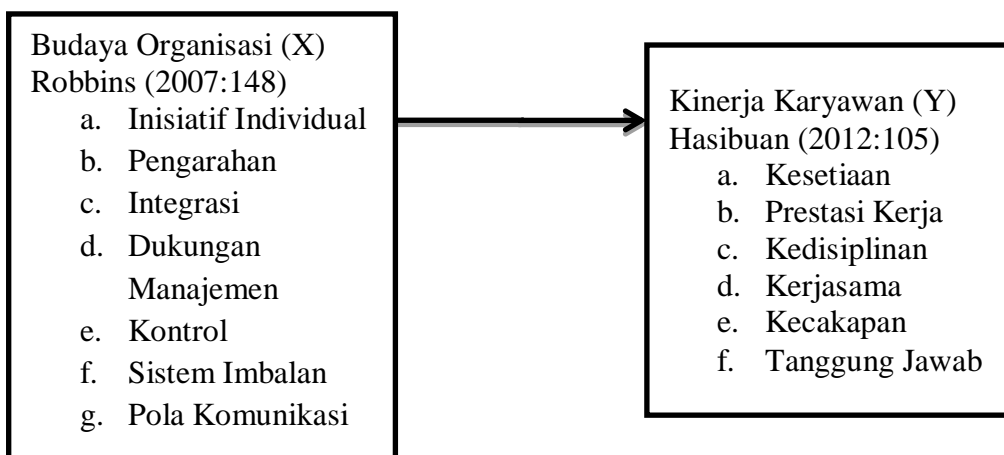 Budaya Organisasi (X)
Robbins (2007:148)
a. Inisiatif Individual
b. Pengarahan
c. Integrasi
d. Dukungan
Manajemen
e. Kontrol
f. Sistem Imbalan
g. Pola Komunikasi
Kinerja Karyawan (Y)
Hasibuan (2012:105)
a. Kesetiaan
b. Prestasi Kerja
c. Kedisiplinan
d. Kerjasama
e. Kecakapan
f. Tanggung Jawab